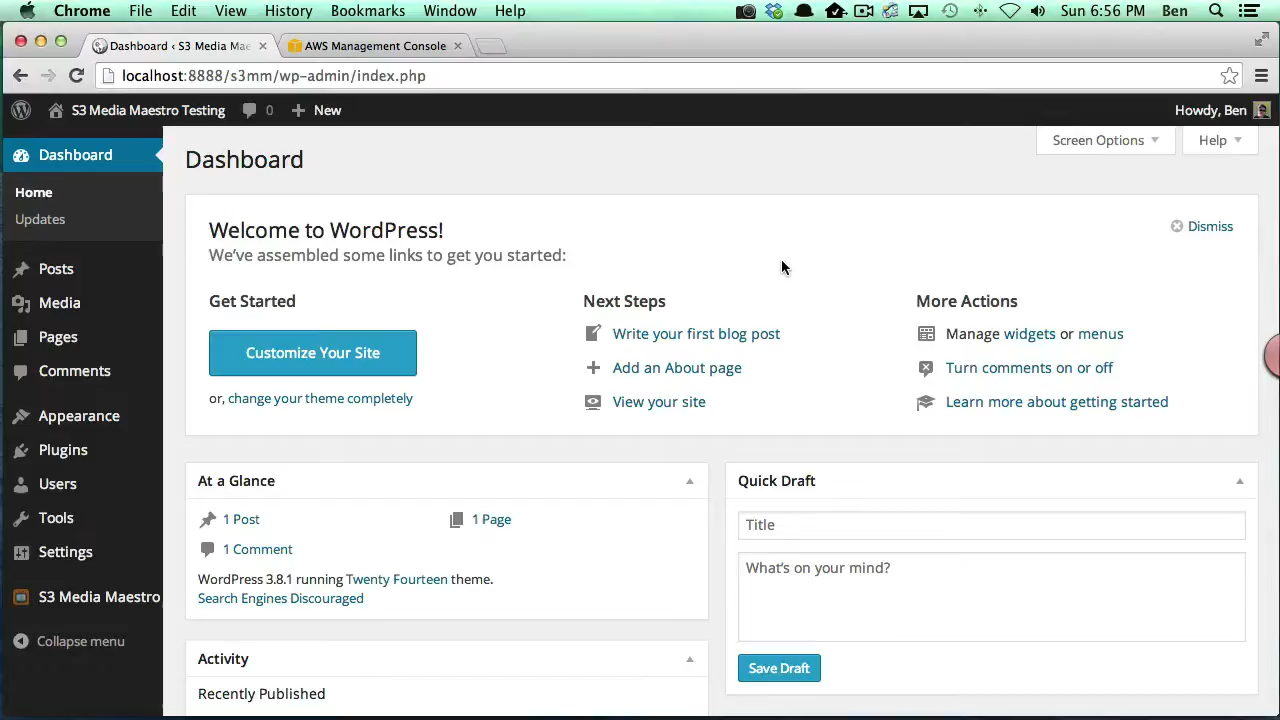 Chrome File Edit View History Bookmarks Window Help Sun 6:56 PM Ben
Dashboard ‹ S3 Media Mae AWS Management Console
localhost:8888/s3mm/wp-admin/index.php
S3 Media Maestro Testing 0 New Howdy, Ben
Screen Options Help
Dashboard
Home
Updates
Posts
Media
Pages
Comments
Appearance
Plugins
Users
Tools
Settings
S3 Media Maestro
Collapse menu
Dashboard
Welcome to WordPress!
Dismiss
We've assembled some links to get you started:
Get Started
Customize Your Site
or, change your theme completely
Next Steps
Write your first blog post
Add an About page
View your site
More Actions
Manage widgets or menus
Turn comments on or off
Learn more about getting started
At a Glance
1 Post 1 Page
1 Comment
WordPress 3.8.1 running Twenty Fourteen theme.
Search Engines Discouraged
Activity
Recently Published
Quick Draft
Title
What's on your mind?
Save Draft